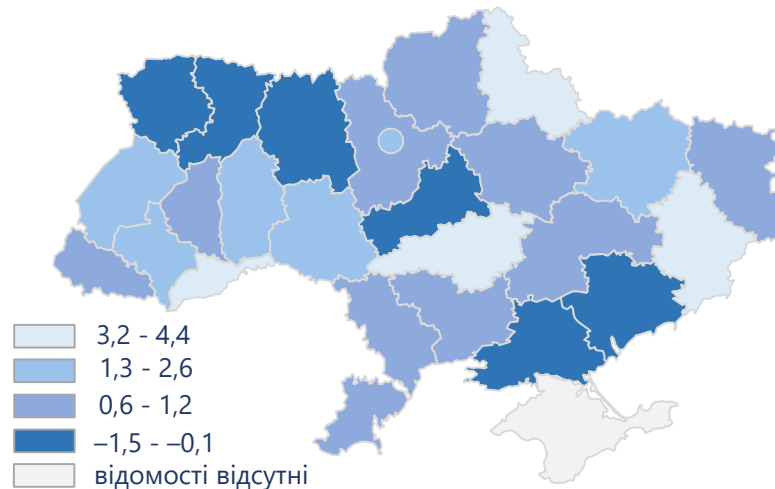 3,2 - 4,4
1,3 - 2,6
0,6 - 1,2
–1,5 - –0,1
відомості відсутні